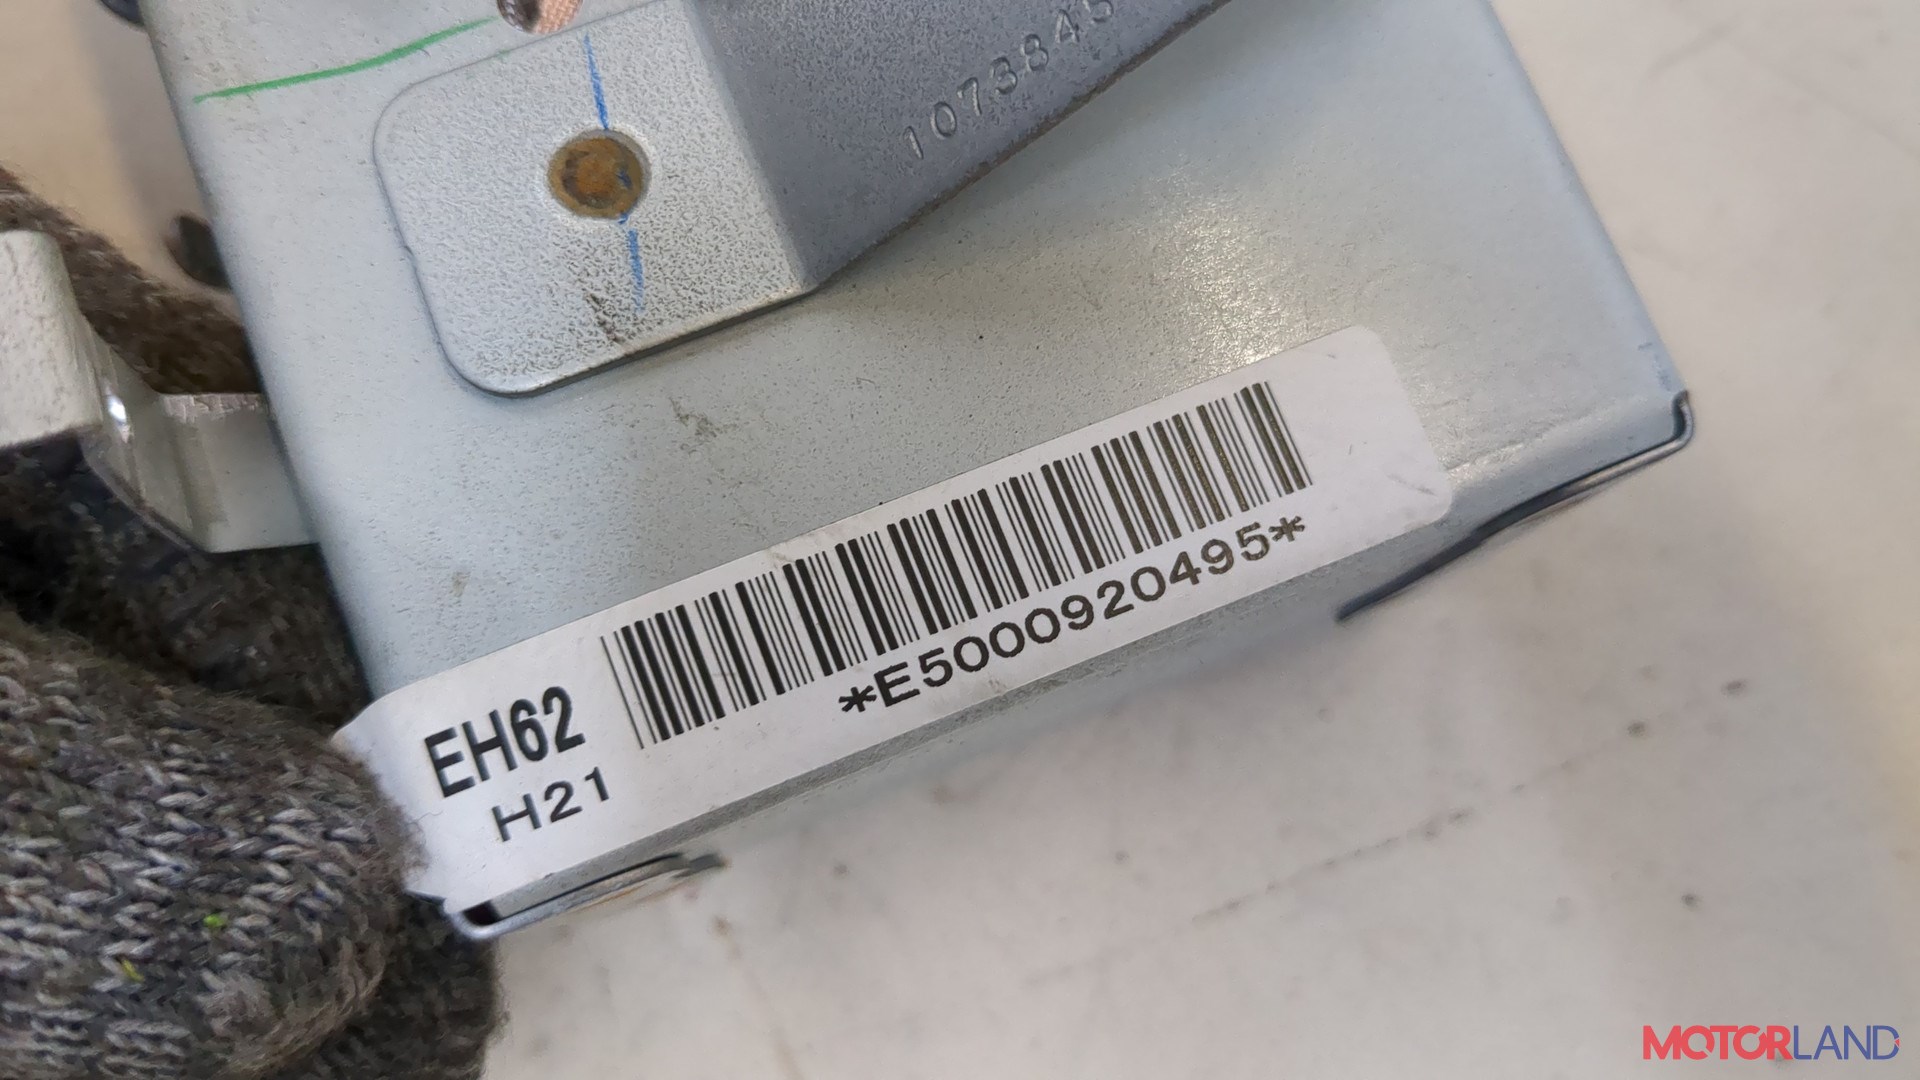 1073845
*E5000920495*
EH62
H21
MOTORLAND